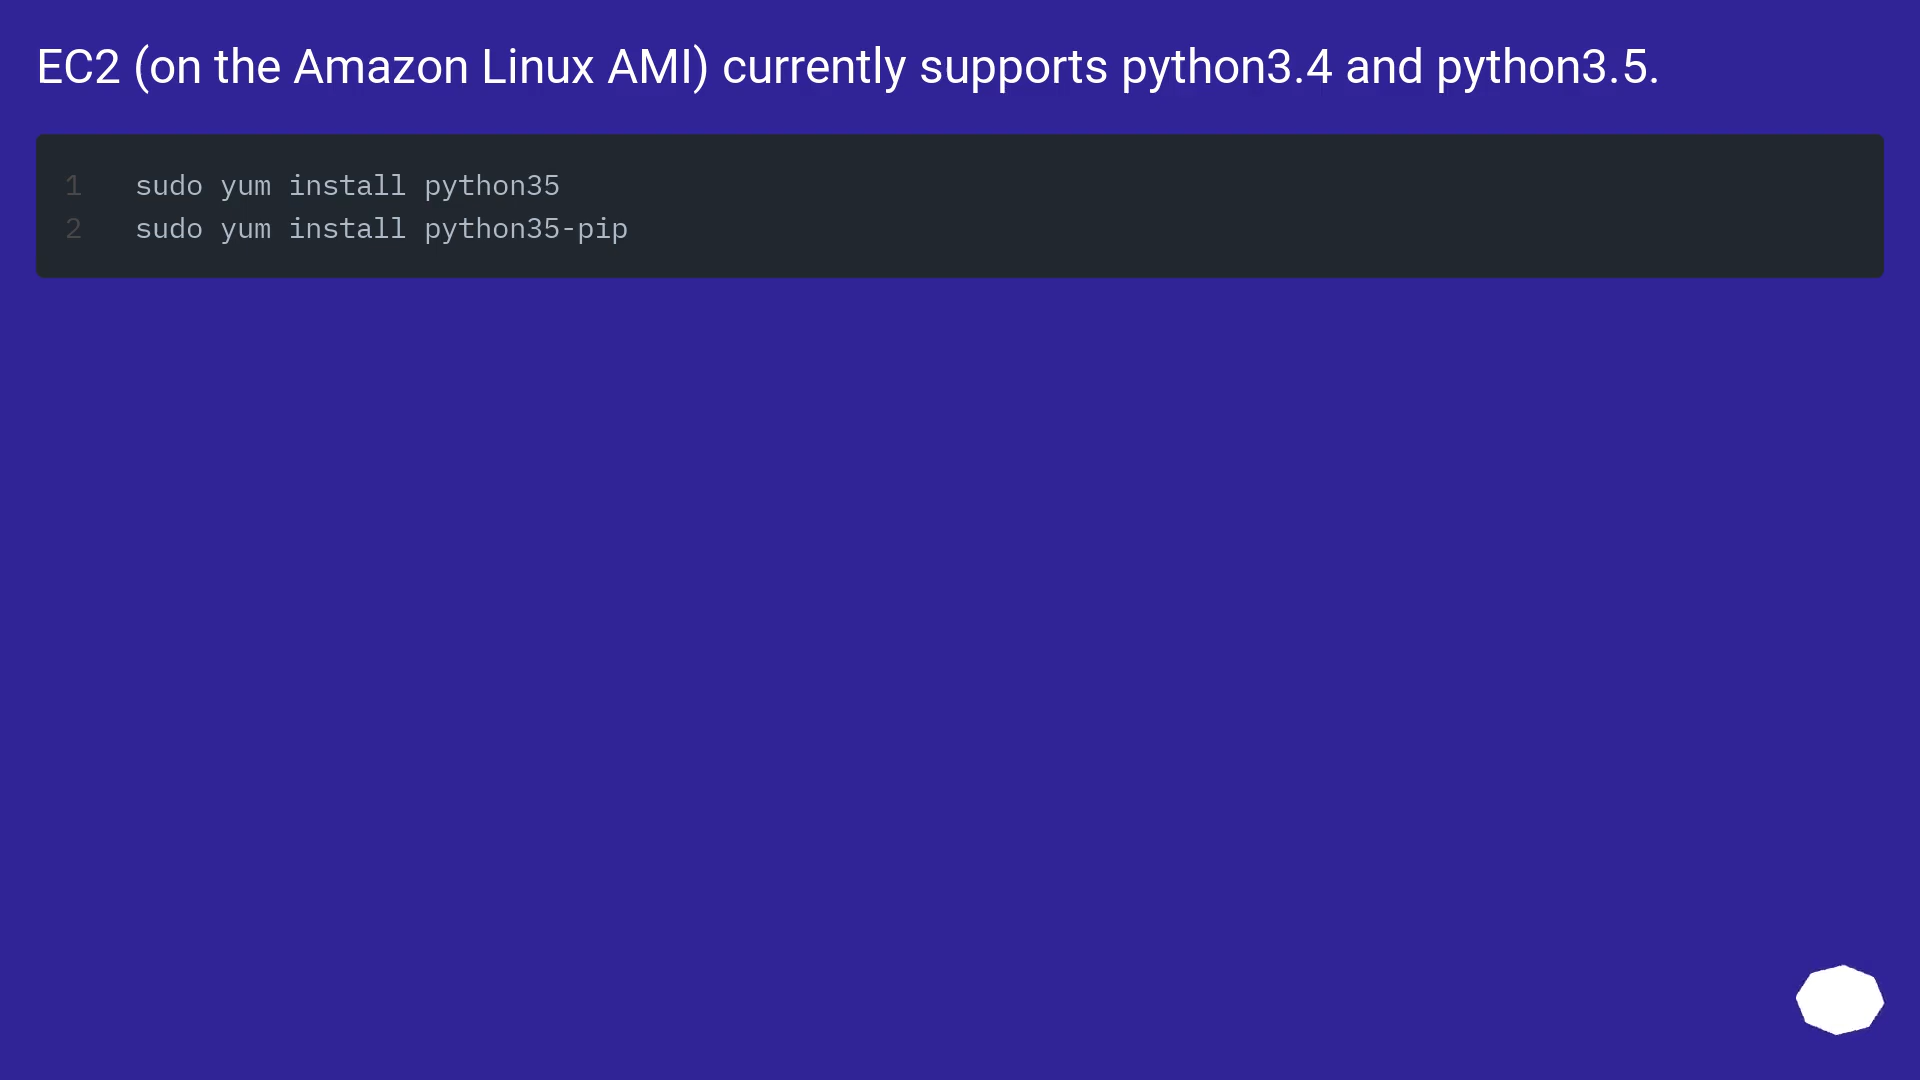 EC2 (on the Amazon Linux AMI) currently supports python3.4 and python3.5.
1 sudo yum install python35
2 sudo yum install python35-pip